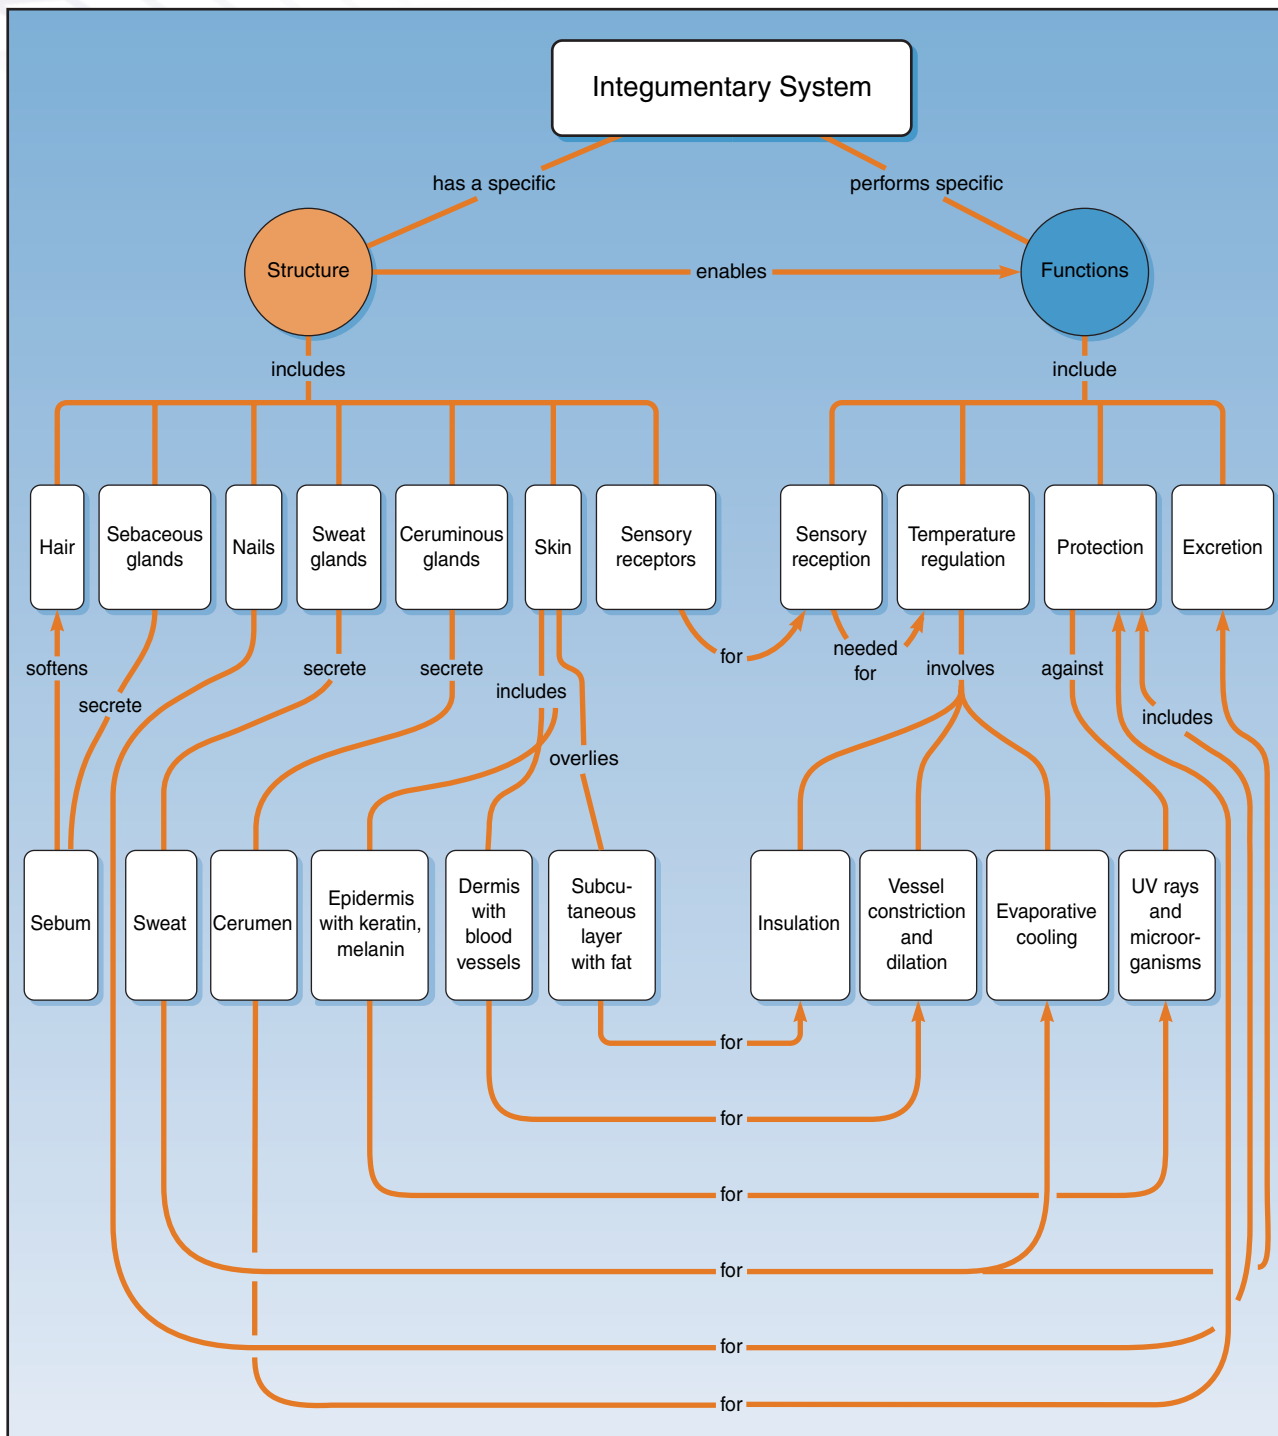 Integumentary System
has a specific
performs specific
Structure
enables
Functions
includes
include
Hair
Sebaceous
glands
Nails
Sweat
glands
Ceruminous
glands
Skin
Sensory
receptors
Sensory
reception
Temperature
regulation
Protection
Excretion
softens
secrete
secrete
secrete
includes
overlies
for
needed
for
involves
against
includes
Sebum
Sweat
Cerumen
Epidermis
with keratin,
melanin
Dermis
with
blood
vessels
Subcu-
taneous
layer
with fat
Insulation
Vessel
constriction
and
dilation
Evaporative
cooling
UV rays
and
microor-
ganisms
for
for
for
for
for
for